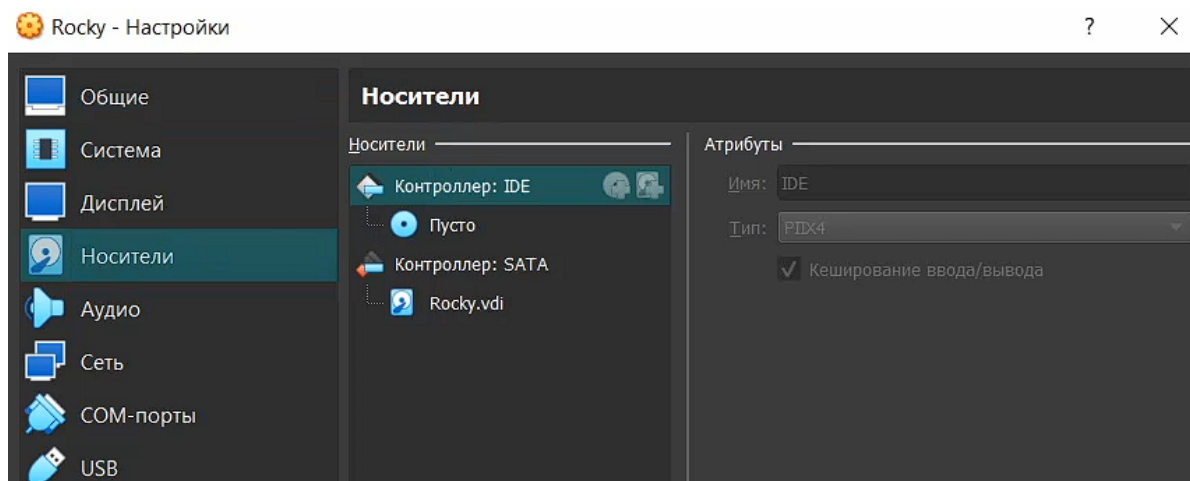 Rocky - Настройки
? ×
Общие
Система
Дисплей
Носители
Аудио
Сеть
COM-порты
USB
Носители
Носители
Контроллер: IDE
Пусто
Контроллер: SATA
Rocky.vdi
Атрибуты
Имя: IDE
Тип: PIIX4
Кеширование ввода/вывода